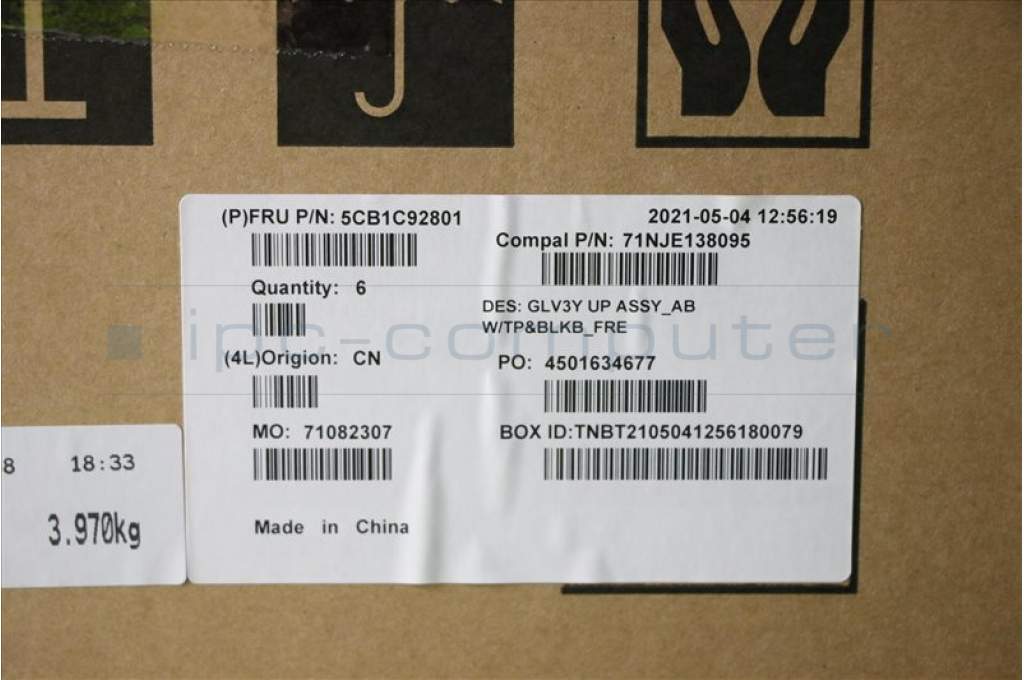 (P)FRU P/N: 5CB1C92801
2021-05-04 12:56:19
Compal P/N: 71NJE138095
Quantity: 6
DES: GLV3Y UP ASSY_AB
W/TP&BLKB_FRE
ipc-computer
(4L)Origion: CN
PO: 4501634677
MO: 71082307
BOX ID:TNBT2105041256180079
Made in China
8 18:33
3.970kg